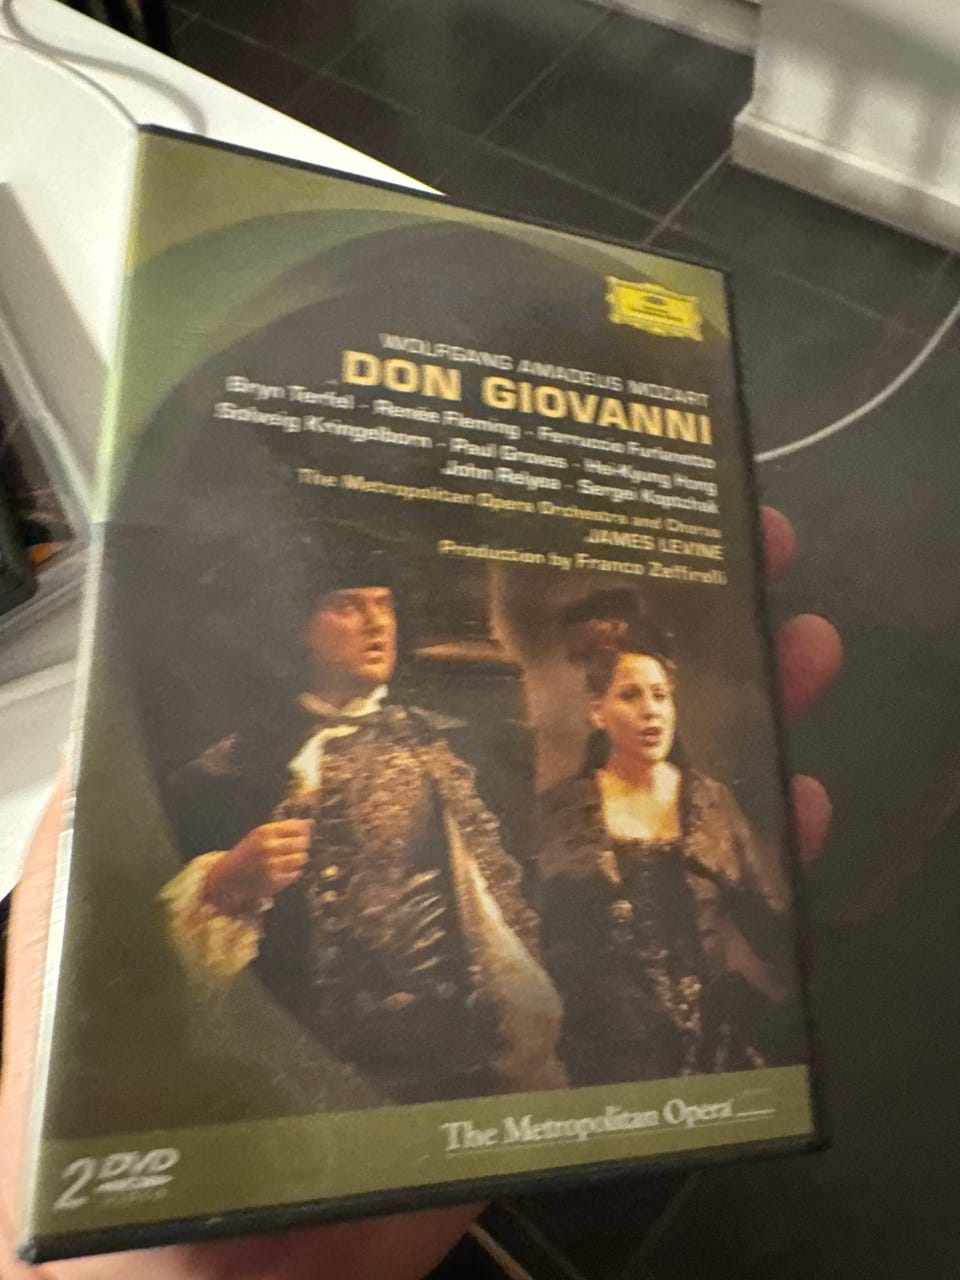 WOLFGANG AMADEUS MOZART
DON GIOVANNI
Bryn Terfel · Renée Fleming · Ferruccio Furlanetto
Solveig Kringelborn · Paul Groves · Hei-Kyung Hong
John Relyea · Sergei Koptchak
The Metropolitan Opera Orchestra and Chorus
JAMES LEVINE
Production by Franco Zeffirelli
The Metropolitan Opera
2 DVD